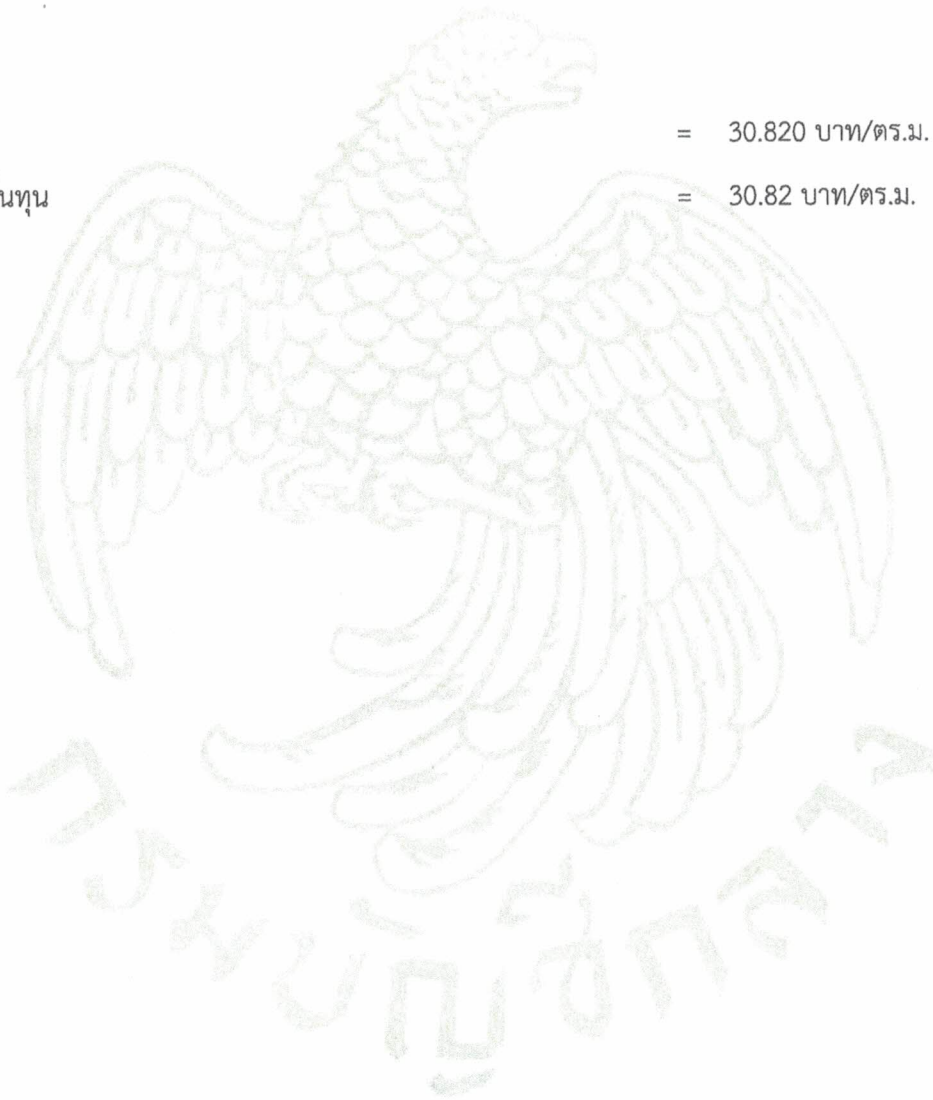 = 30.820 บาท/ตร.ม.
นทุน = 30.82 บาท/ตร.ม.
กรมบัญชีกลาง